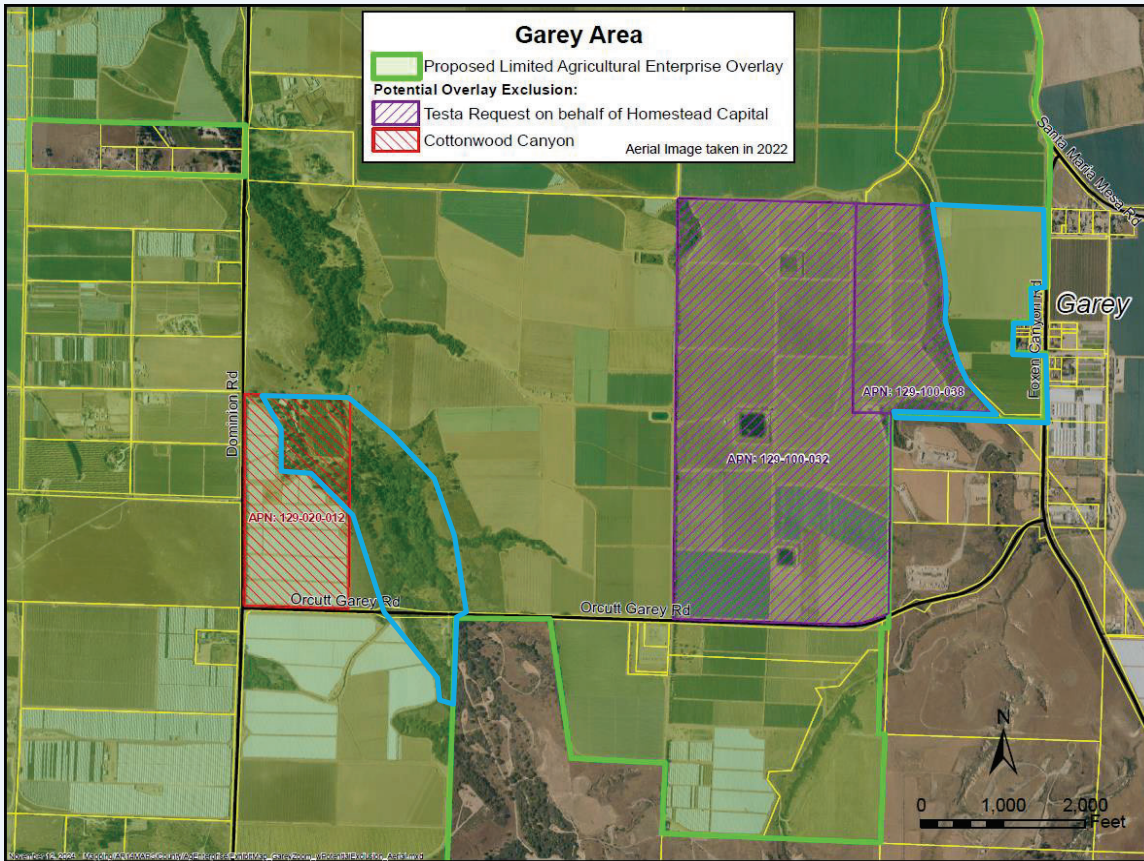 Garey Area
Proposed Limited Agricultural Enterprise Overlay
Potential Overlay Exclusion:
Testa Request on behalf of Homestead Capital
Cottonwood Canyon
Aerial Image taken in 2022
Santa Maria Mesa Rd
Garey
Foxen Canyon Rd
APN: 129-100-038
Dominion Rd
APN: 129-100-032
APN: 129-020-012
Orcutt Garey Rd
Orcutt Garey Rd
N
0 1,000 2,000
Feet